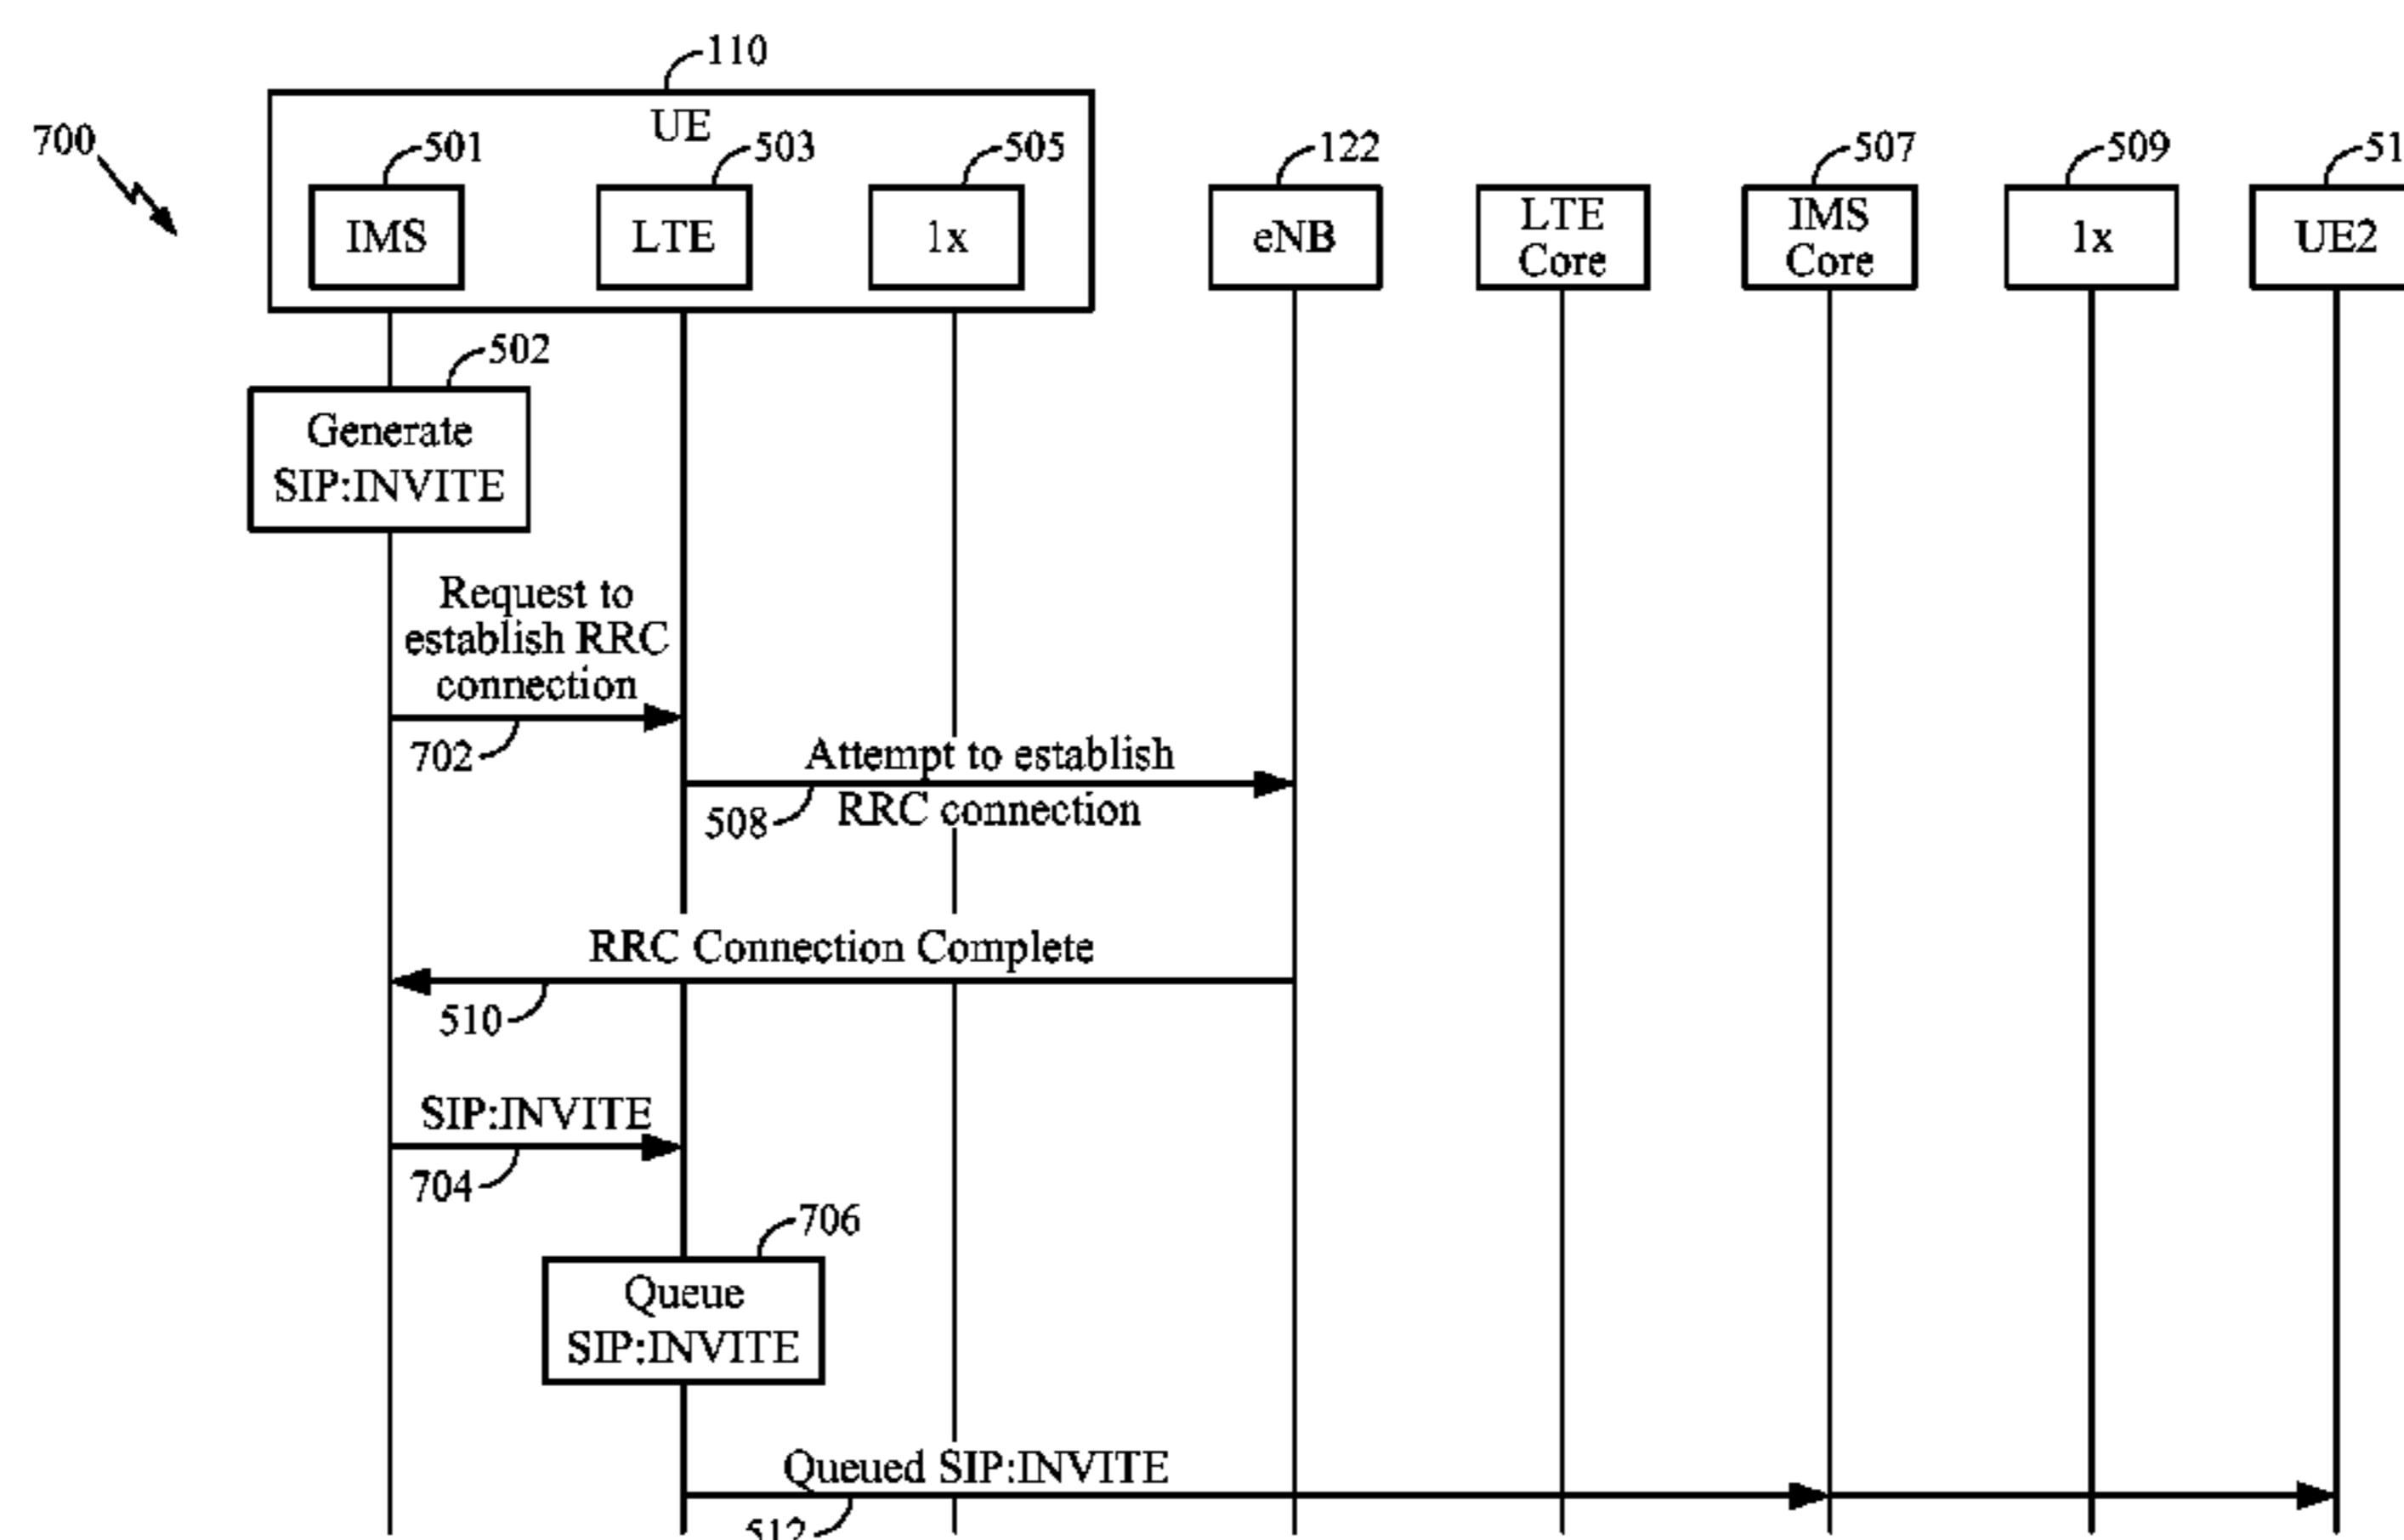 110
UE
700
501
503
505
122
507
509
IMS
LTE
1x
eNB
LTE
Core
IMS
Core
1x
UE2
502
Generate
SIP:INVITE
Request to
establish RRC
connection
702
Attempt to establish
508
RRC connection
RRC Connection Complete
510
SIP:INVITE
704
706
Queue
SIP:INVITE
Queued SIP:INVITE
512